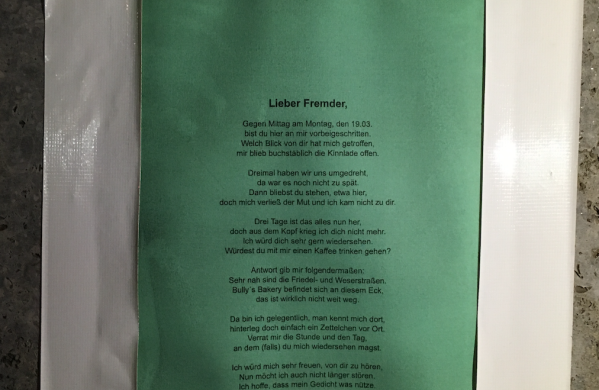 Lieber Fremder,
Gegen Mittag am Montag, den 19.03.
bist du hier an mir vorbeigeschritten.
Welch Blick von dir hat mich getroffen,
mir blieb buchstäblich die Kinnlade offen.
Dreimal haben wir uns umgedreht,
da war es noch nicht zu spät.
Dann bliebst du stehen, etwa hier,
doch mich verließ der Mut und ich kam nicht zu dir.
Drei Tage ist das alles nun her,
doch aus dem Kopf krieg ich dich nicht mehr.
Ich würd dich sehr gern wiedersehen.
Würdest du mit mir einen Kaffee trinken gehen?
Antwort gib mir folgendermaßen:
Sehr nah sind die Friedel- und Weserstraßen.
Bully´s Bakery befindet sich an diesem Eck,
das ist wirklich nicht weit weg.
Da bin ich gelegentlich, man kennt mich dort,
hinterleg doch einfach ein Zettelchen vor Ort.
Verrat mir die Stunde und den Tag,
an dem (falls) du mich wiedersehen magst.
Ich würd mich sehr freuen, von dir zu hören,
Nun möcht ich auch nicht länger stören.
Ich hoffe, dass mein Gedicht was nütze